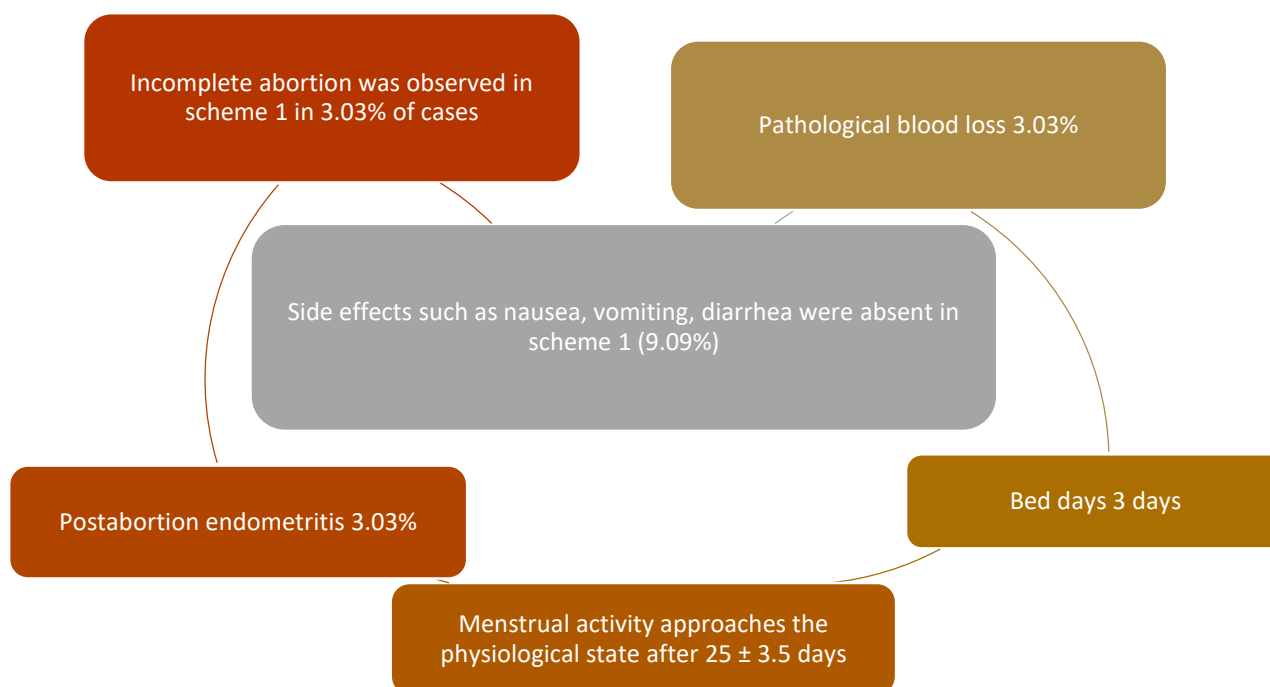 Incomplete abortion was observed in
scheme 1 in 3.03% of cases
Pathological blood loss 3.03%
Side effects such as nausea, vomiting, diarrhea were absent in
scheme 1 (9.09%)
Postabortion endometritis 3.03%
Bed days 3 days
Menstrual activity approaches the
physiological state after 25 ± 3.5 days